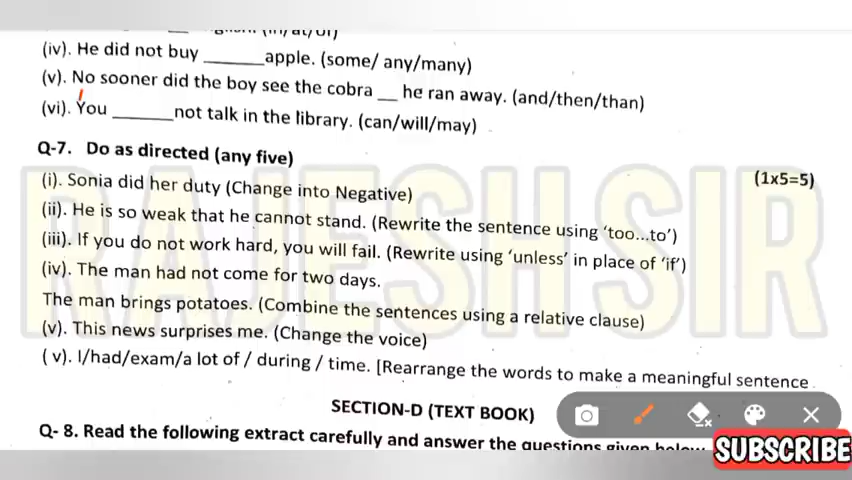 (in/at/of)
(iv). He did not buy ______apple. (some/ any/many)
(v). No sooner did the boy see the cobra __ he ran away. (and/then/than)
(vi). You _______not talk in the library. (can/will/may)
Q-7. Do as directed (any five) (1x5=5)
(i). Sonia did her duty (Change into Negative)
(ii). He is so weak that he cannot stand. (Rewrite the sentence using ‘too...to’)
(iii). If you do not work hard, you will fail. (Rewrite using ‘unless’ in place of ‘if’)
(iv). The man had not come for two days.
The man brings potatoes. (Combine the sentences using a relative clause)
(v). This news surprises me. (Change the voice)
( v). I/had/exam/a lot of / during / time. [Rearrange the words to make a meaningful sentence
SECTION-D (TEXT BOOK)
Q- 8. Read the following extract carefully and answer the questions given below.
RAJESH SIR
SUBSCRIBE